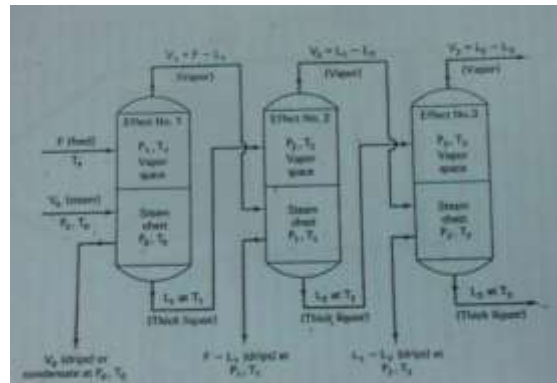 V₁ = F – L₁
(Vapor)
V₂ = L₁ – L₂
(Vapor)
V₃ = L₂ – L₃
(Vapor)
Effect No. 1
P₁, T₁
Vapor
space
Steam
chest
P₀, T₀
F (feed)
V₀ (steam)
P₀, T₀
L₁ at T₁
(Thick liquor)
V₀ (drips) or
condensate at P₀, T₀
Effect No. 2
P₂, T₂
Vapor
space
Steam
chest
P₁, T₁
L₂ at T₂
(Thick liquor)
F – L₁ (drips) at
P₁, T₁
Effect No. 3
P₃, T₃
Vapor
space
Steam
chest
P₂, T₂
L₃ at T₃
(Thick liquor)
L₁ – L₂ (drips) at
P₂, T₂